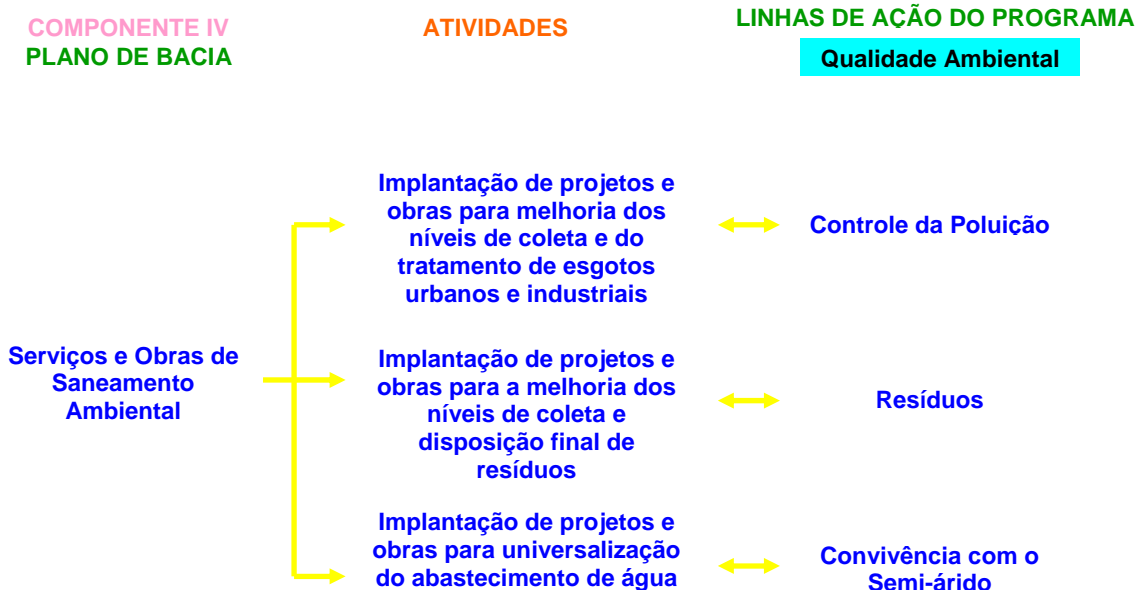 COMPONENTE IV
PLANO DE BACIA
ATIVIDADES
LINHAS DE AÇÃO DO PROGRAMA
Qualidade Ambiental
Serviços e Obras de
Saneamento
Ambiental
Implantação de projetos e
obras para melhoria dos
níveis de coleta e do
tratamento de esgotos
urbanos e industriais
Controle da Poluição
Implantação de projetos e
obras para a melhoria dos
níveis de coleta e
disposição final de
resíduos
Resíduos
Implantação de projetos e
obras para universalização
do abastecimento de água
Convivência com o
Semi-árido